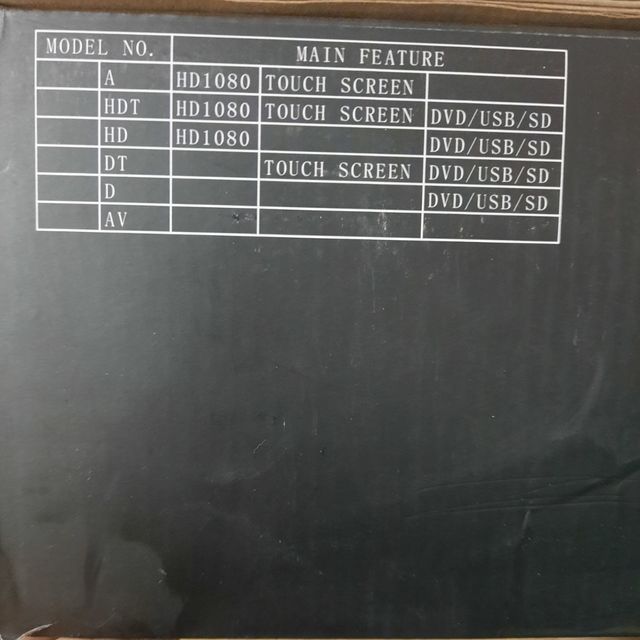 MODEL NO. MAIN FEATURE
A HD1080 TOUCH SCREEN
HDT HD1080 TOUCH SCREEN DVD/USB/SD
HD HD1080 DVD/USB/SD
DT TOUCH SCREEN DVD/USB/SD
D DVD/USB/SD
AV